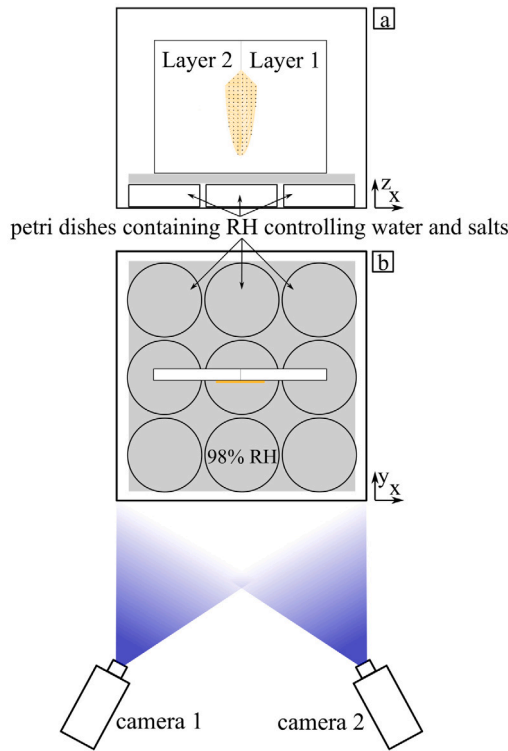 a
Layer 2 Layer 1
z
x
petri dishes containing RH controlling water and salts
b
98% RH
y
x
camera 1
camera 2